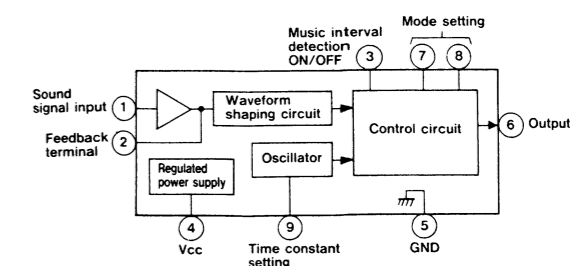 Music interval
detection
ON/OFF
Mode setting
3
7
8
Sound
signal input
1
Waveform
shaping circuit
Control circuit
6
Output
Feedback
terminal
2
Oscillator
Regulated
power supply
4
9
5
Vcc
Time constant
setting
GND